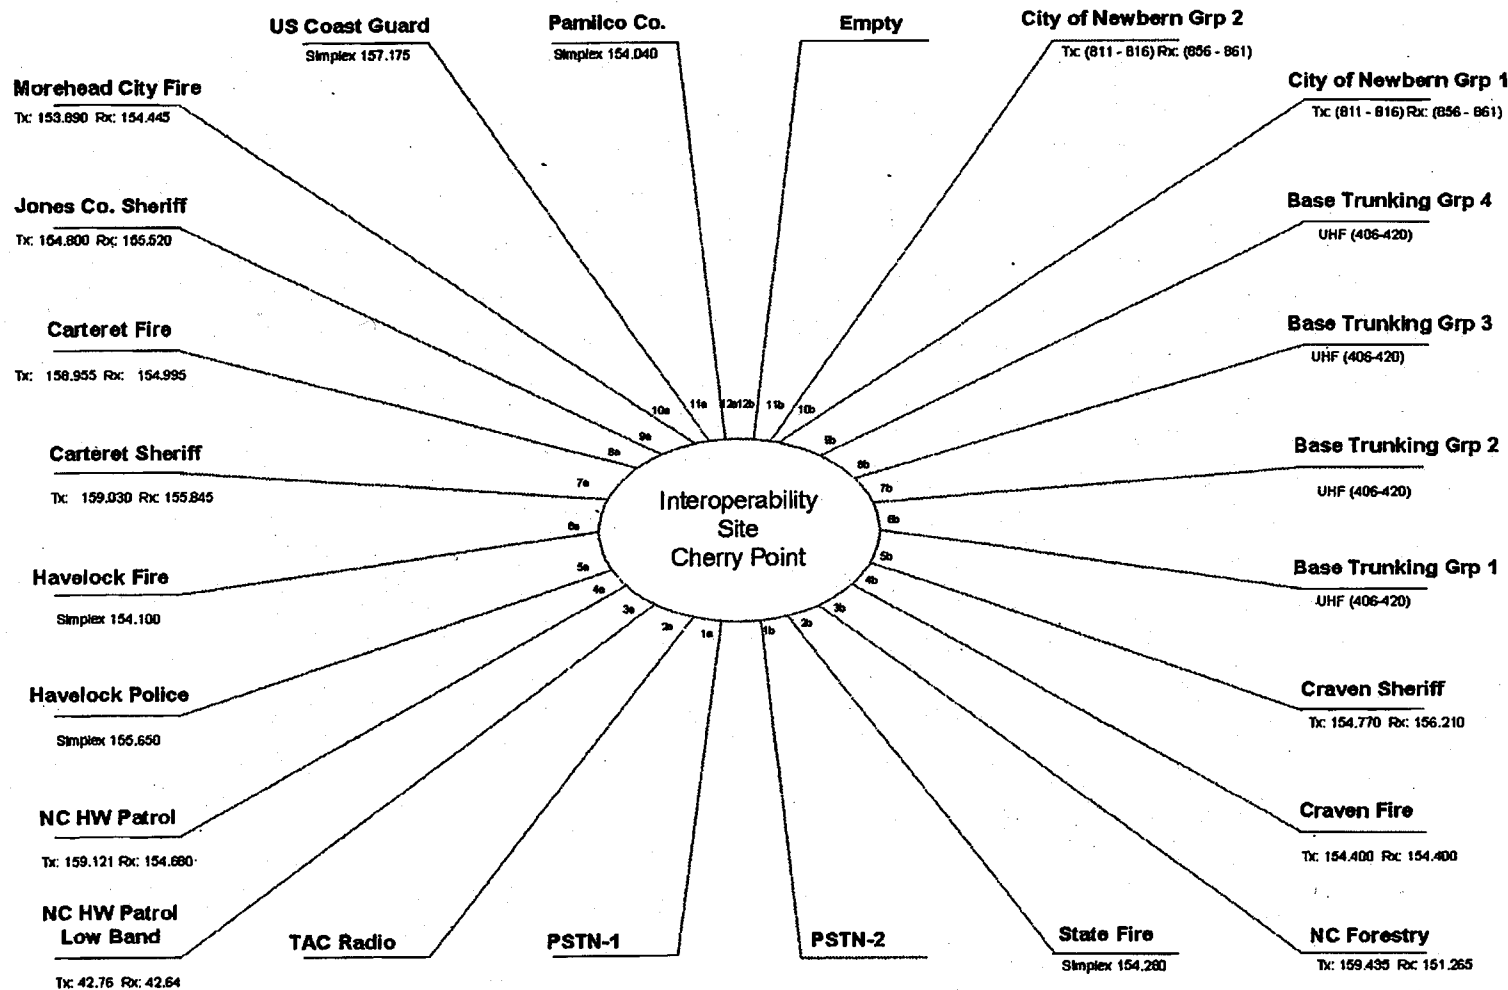 US Coast Guard
Simplex 157.175
Pamlico Co.
Simplex 154.040
Empty
City of Newbern Grp 2
Tx: (811 - 816) Rx: (856 - 861)
Morehead City Fire
Tx: 153.890 Rx: 154.445
City of Newbern Grp 1
Tx: (811 - 816) Rx: (856 - 861)
Jones Co. Sheriff
Tx: 154.800 Rx: 155.520
Base Trunking Grp 4
UHF (406-420)
Carteret Fire
Tx: 158.955 Rx: 154.995
Base Trunking Grp 3
UHF (406-420)
10a 11a 12a 12b 11b 10b
9a 9b
8a 8b
Carteret Sheriff
Tx: 159.030 Rx: 155.845
Base Trunking Grp 2
UHF (406-420)
7a 7b
6a 6b
Interoperability
Site
Cherry Point
5a 5b
4a 4b
3a 3b
2a 1a 1b 2b
Havelock Fire
Simplex 154.100
Base Trunking Grp 1
UHF (406-420)
Havelock Police
Simplex 155.650
Craven Sheriff
Tx: 154.770 Rx: 156.210
NC HW Patrol
Tx: 159.121 Rx: 154.680
Craven Fire
Tx: 154.400 Rx: 154.400
NC HW Patrol
Low Band
Tx: 42.76 Rx: 42.64
TAC Radio
PSTN-1
PSTN-2
State Fire
Simplex 154.280
NC Forestry
Tx: 159.435 Rx: 151.265